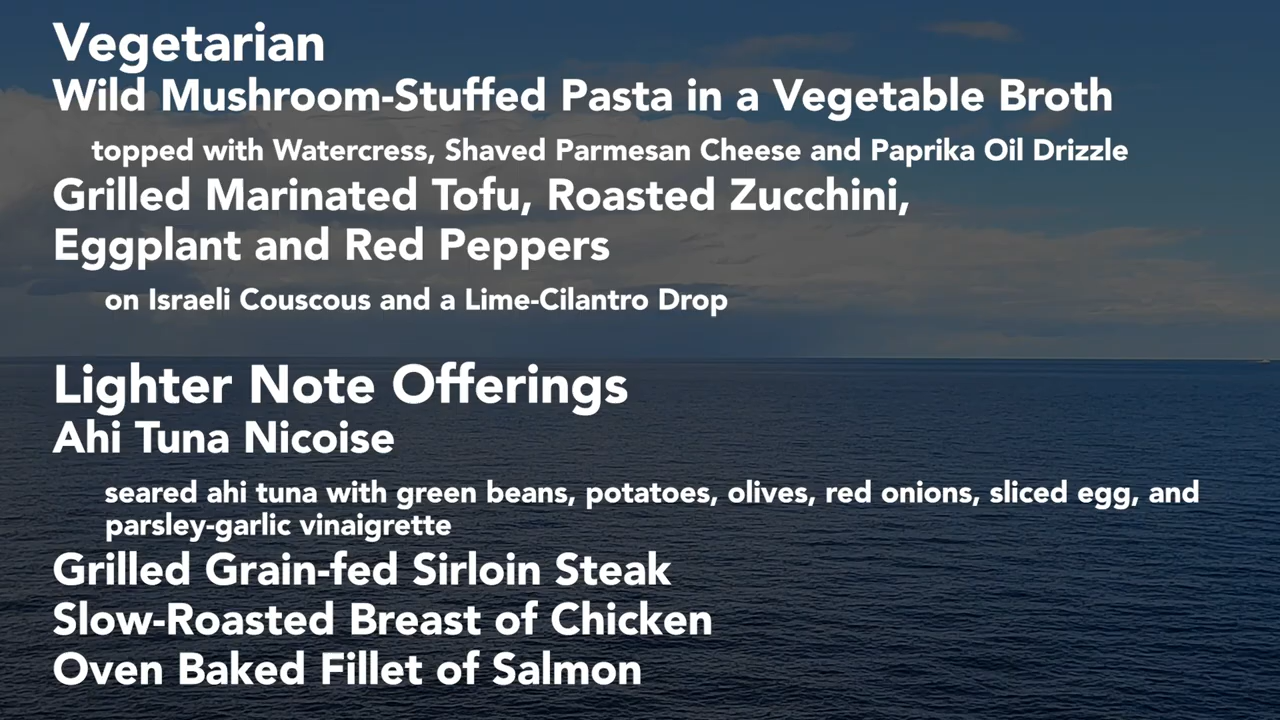 Vegetarian
Wild Mushroom-Stuffed Pasta in a Vegetable Broth
topped with Watercress, Shaved Parmesan Cheese and Paprika Oil Drizzle
Grilled Marinated Tofu, Roasted Zucchini,
Eggplant and Red Peppers
on Israeli Couscous and a Lime-Cilantro Drop
Lighter Note Offerings
Ahi Tuna Nicoise
seared ahi tuna with green beans, potatoes, olives, red onions, sliced egg, and
parsley-garlic vinaigrette
Grilled Grain-fed Sirloin Steak
Slow-Roasted Breast of Chicken
Oven Baked Fillet of Salmon